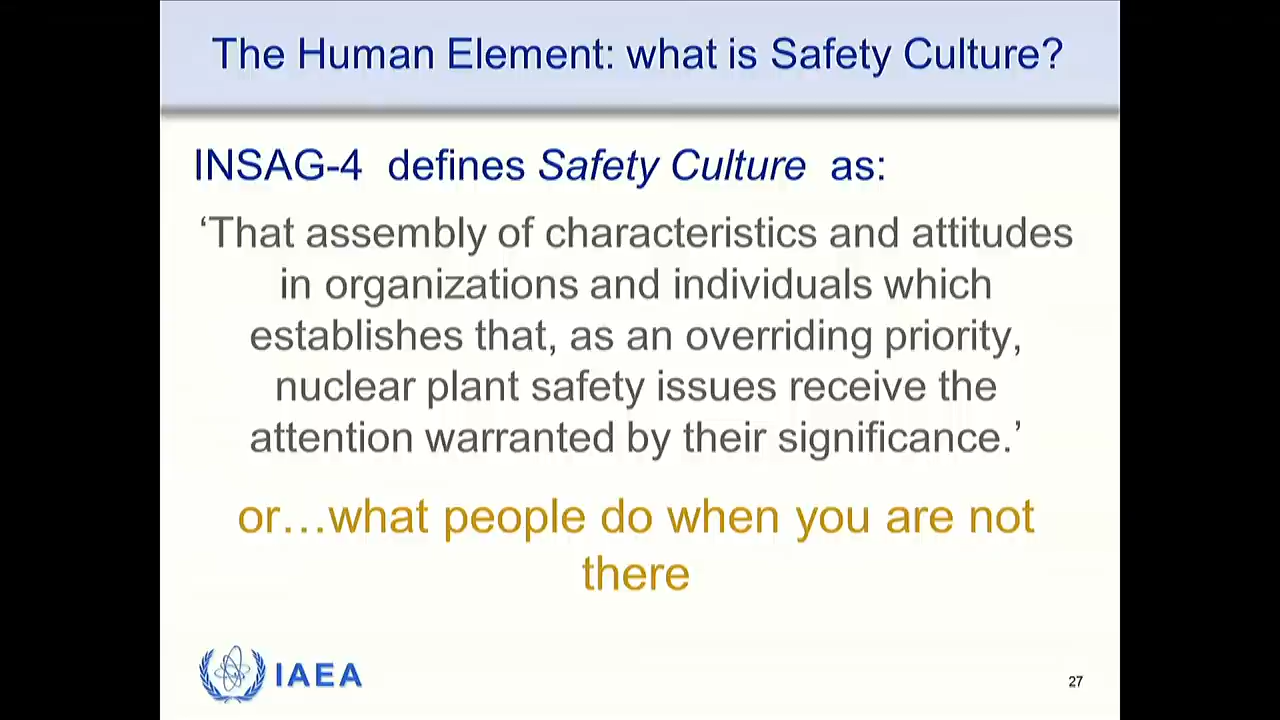 The Human Element: what is Safety Culture?
INSAG-4 defines Safety Culture as:
‘That assembly of characteristics and attitudes
in organizations and individuals which
establishes that, as an overriding priority,
nuclear plant safety issues receive the
attention warranted by their significance.’
or…what people do when you are not
there
IAEA
27